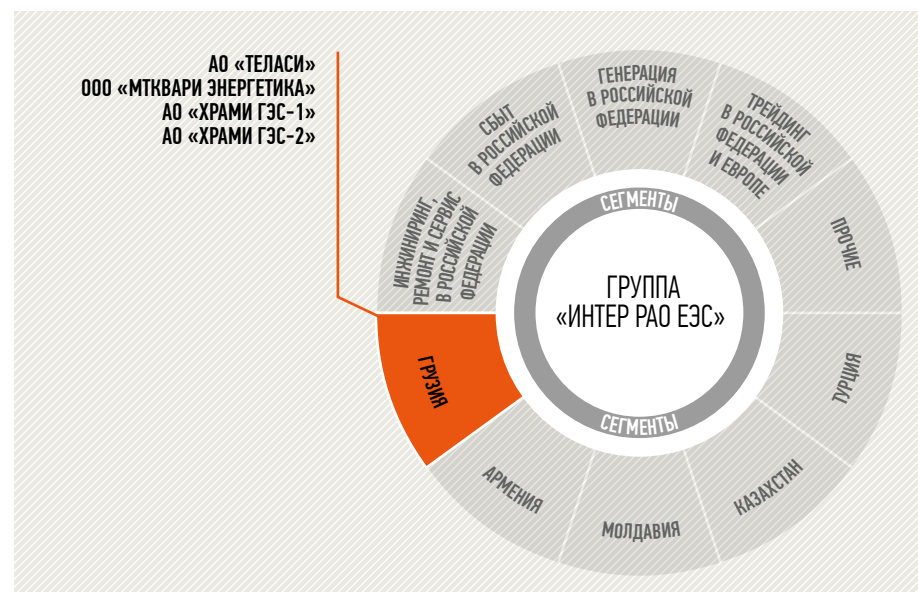 АО «ТЕЛАСИ»
ООО «МТКВАРИ ЭНЕРГЕТИКА»
АО «ХРАМИ ГЭС-1»
АО «ХРАМИ ГЭС-2»
ИНЖИНИРИНГ,
РЕМОНТ И СЕРВИС
В РОССИЙСКОЙ
ФЕДЕРАЦИИ
СБЫТ
В РОССИЙСКОЙ
ФЕДЕРАЦИИ
ГЕНЕРАЦИЯ
В РОССИЙСКОЙ
ФЕДЕРАЦИИ
ТРЕЙДИНГ
В РОССИЙСКОЙ
ФЕДЕРАЦИИ
И ЕВРОПЕ
ПРОЧИЕ
ТУРЦИЯ
КАЗАХСТАН
МОЛДАВИЯ
АРМЕНИЯ
ГРУЗИЯ
СЕГМЕНТЫ
ГРУППА
«ИНТЕР РАО ЕЭС»
СЕГМЕНТЫ